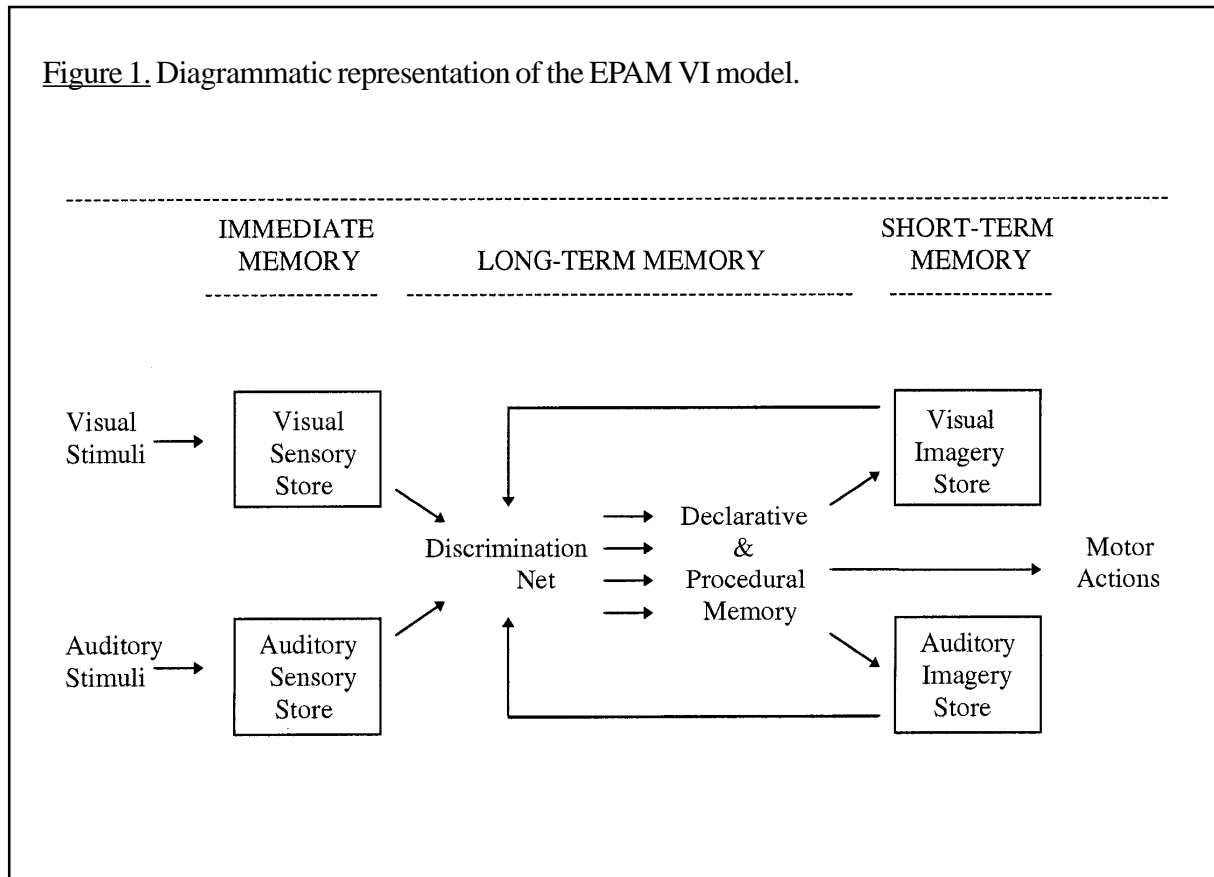 Figure 1. Diagrammatic representation of the EPAM VI model.
IMMEDIATE
MEMORY
LONG-TERM MEMORY
SHORT-TERM
MEMORY
Visual
Stimuli
Visual
Sensory
Store
Visual
Imagery
Store
Discrimination
Net
Declarative
&
Procedural
Memory
Motor
Actions
Auditory
Stimuli
Auditory
Sensory
Store
Auditory
Imagery
Store